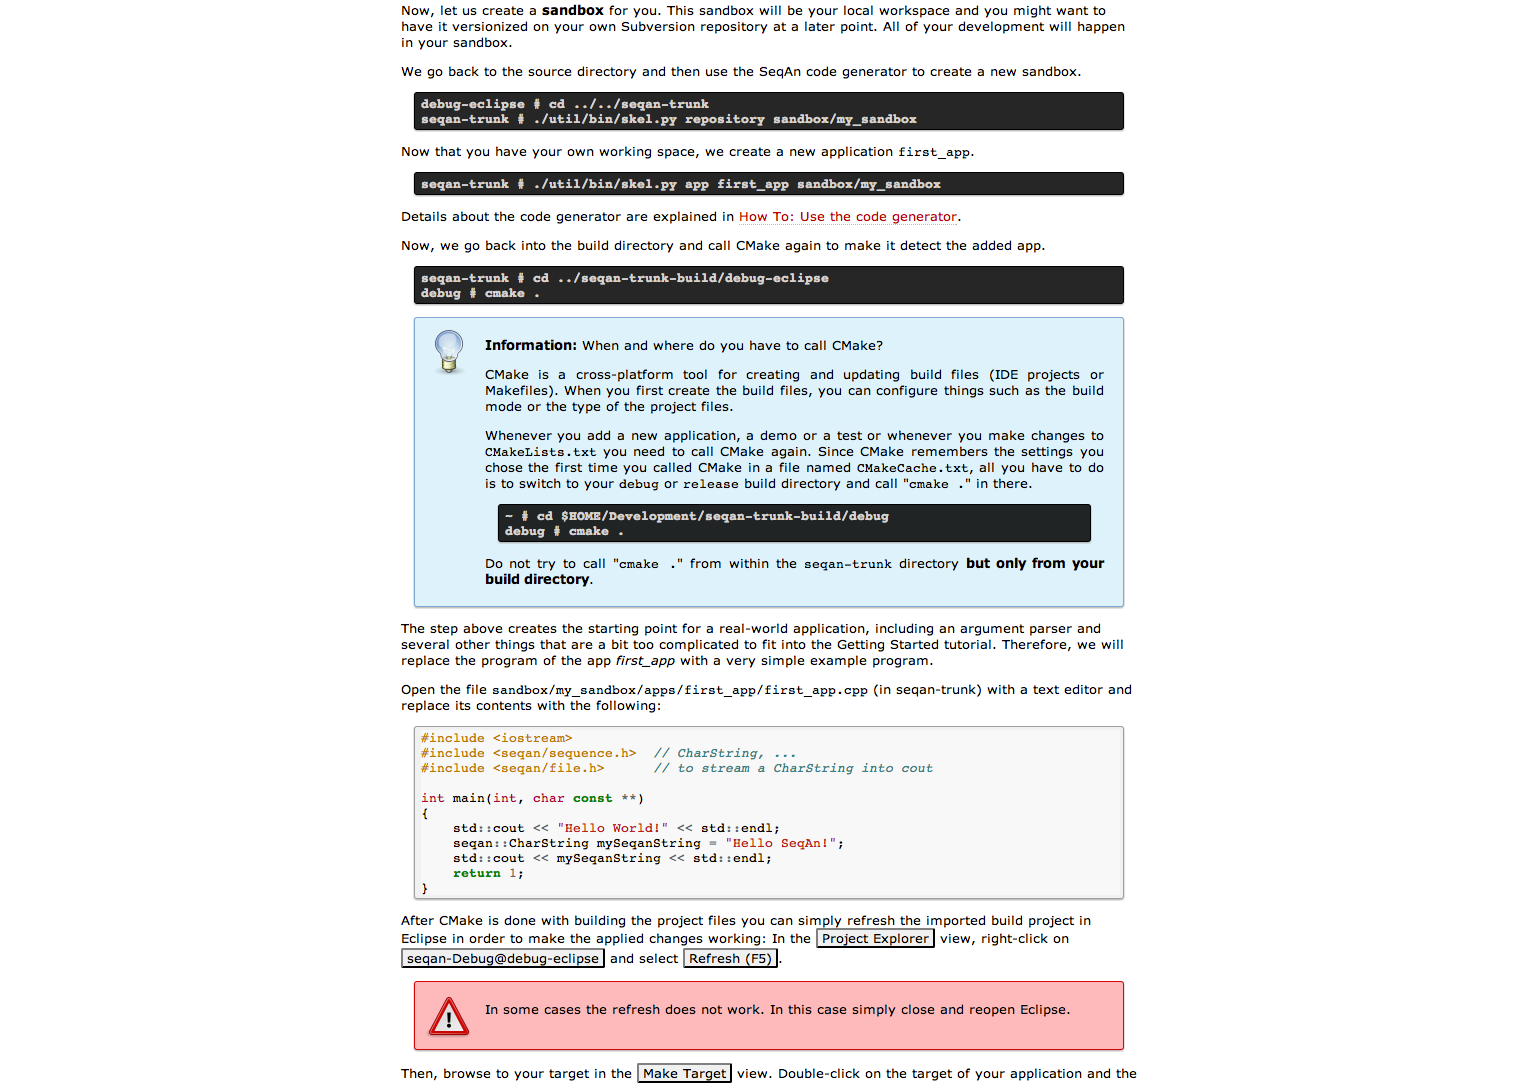 Now, let us create a sandbox for you. This sandbox will be your local workspace and you might want to
have it versionized on your own Subversion repository at a later point. All of your development will happen
in your sandbox.
We go back to the source directory and then use the SeqAn code generator to create a new sandbox.
debug-eclipse # cd ../../seqan-trunk
seqan-trunk # ./util/bin/skel.py repository sandbox/my_sandbox
Now that you have your own working space, we create a new application first_app.
seqan-trunk # ./util/bin/skel.py app first_app sandbox/my_sandbox
Details about the code generator are explained in How To: Use the code generator.
Now, we go back into the build directory and call CMake again to make it detect the added app.
seqan-trunk # cd ../seqan-trunk-build/debug-eclipse
debug # cmake .
Information: When and where do you have to call CMake?
CMake is a cross-platform tool for creating and updating build files (IDE projects or
Makefiles). When you first create the build files, you can configure things such as the build
mode or the type of the project files.
Whenever you add a new application, a demo or a test or whenever you make changes to
CMakeLists.txt you need to call CMake again. Since CMake remembers the settings you
chose the first time you called CMake in a file named CMakeCache.txt, all you have to do
is to switch to your debug or release build directory and call "cmake ." in there.
~ # cd $HOME/Development/seqan-trunk-build/debug
debug # cmake .
Do not try to call "cmake ." from within the seqan-trunk directory but only from your
build directory.
The step above creates the starting point for a real-world application, including an argument parser and
several other things that are a bit too complicated to fit into the Getting Started tutorial. Therefore, we will
replace the program of the app first_app with a very simple example program.
Open the file sandbox/my_sandbox/apps/first_app/first_app.cpp (in seqan-trunk) with a text editor and
replace its contents with the following:
#include <iostream>
#include <seqan/sequence.h>  // CharString, ...
#include <seqan/file.h>      // to stream a CharString into cout
int main(int, char const **)
{
    std::cout << "Hello World!" << std::endl;
    seqan::CharString mySeqanString = "Hello SeqAn!";
    std::cout << mySeqanString << std::endl;
    return 1;
}
After CMake is done with building the project files you can simply refresh the imported build project in
Eclipse in order to make the applied changes working: In the Project Explorer view, right-click on
seqan-Debug@debug-eclipse and select Refresh (F5).
In some cases the refresh does not work. In this case simply close and reopen Eclipse.
Then, browse to your target in the Make Target view. Double-click on the target of your application and the